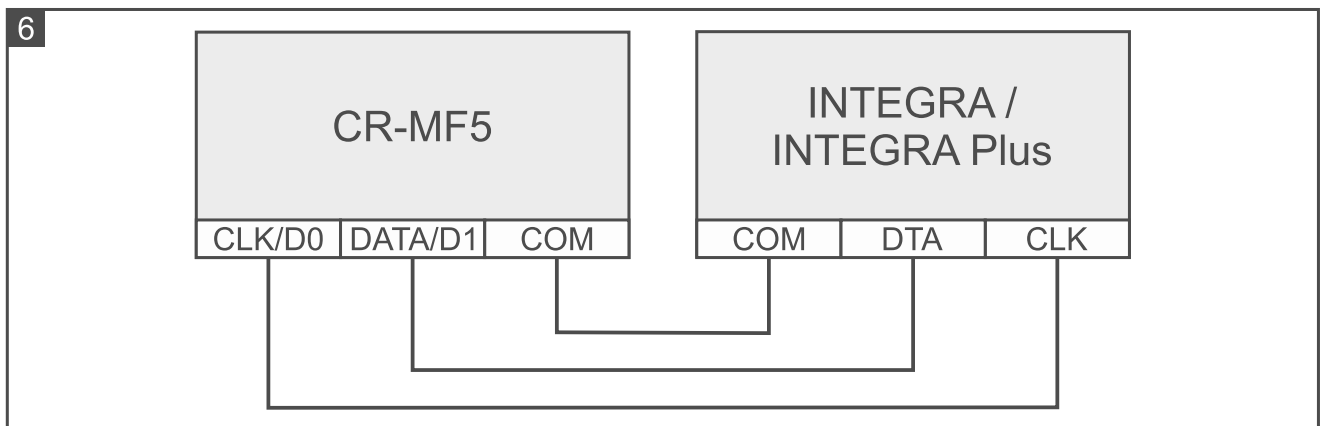 6
CR-MF5
INTEGRA /
INTEGRA Plus
CLK/D0 DATA/D1 COM
COM DTA CLK